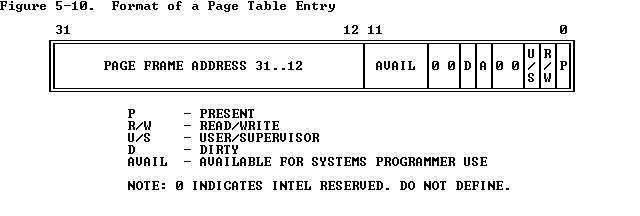 Figure 5-10. Format of a Page Table Entry
31 12 11 0
PAGE FRAME ADDRESS 31..12 AVAIL 0 0 D A 0 0 U/S R/W P
P - PRESENT
R/W - READ/WRITE
U/S - USER/SUPERVISOR
D - DIRTY
AVAIL - AVAILABLE FOR SYSTEMS PROGRAMMER USE
NOTE: 0 INDICATES INTEL RESERVED. DO NOT DEFINE.